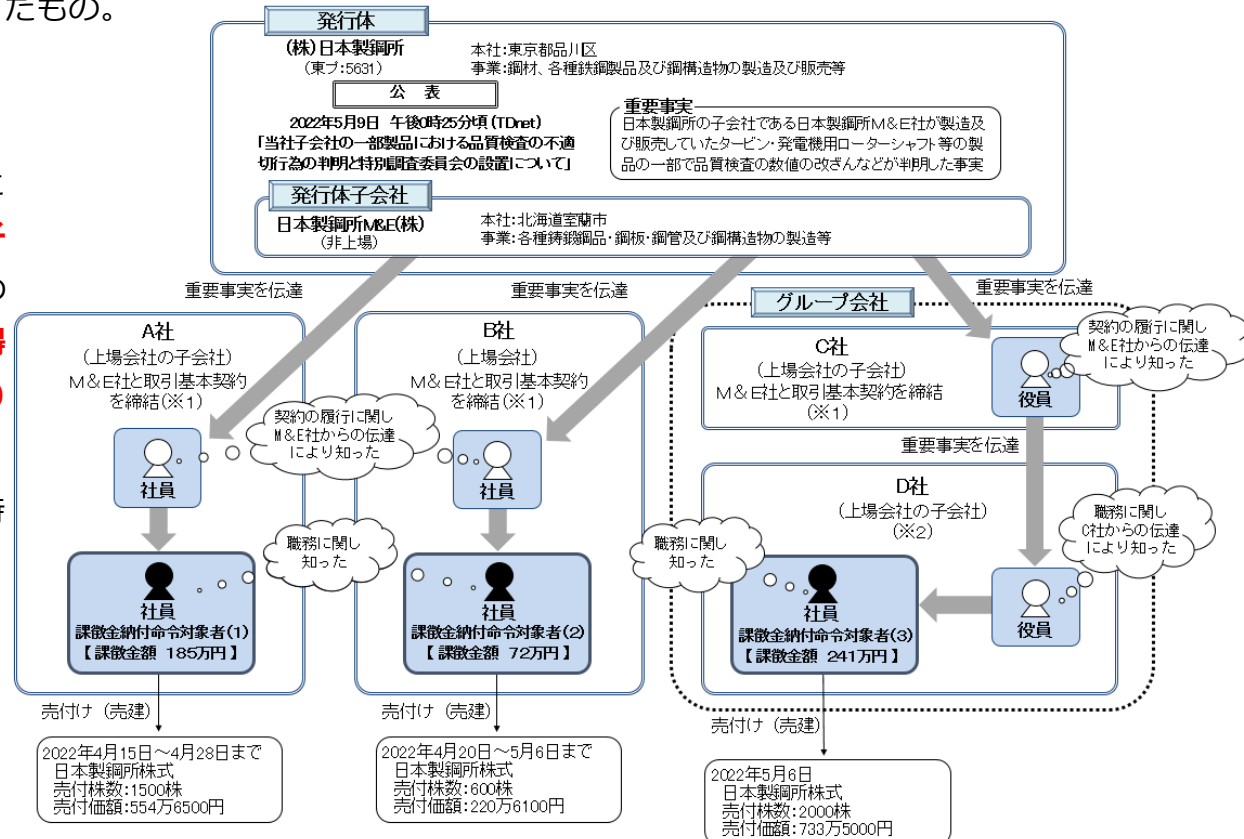 たもの。
発行体
(株)日本製鋼所
(東プ:5631)
本社:東京都品川区
事業:鋼材、各種鉄鋼製品及び鋼構造物の製造及び販売等
公 表
2022年5月9日 午後0時25分頃(TDnet)
「当社子会社の一部製品における品質検査の不適
切行為の判明と特別調査委員会の設置について」
重要事実
日本製鋼所の子会社である日本製鋼所M&E社が製造及
び販売していたタービン・発電機用ローターシャフト等の製
品の一部で品質検査の数値の改ざんなどが判明した事実
発行体子会社
日本製鋼所M&E(株)
(非上場)
本社:北海道室蘭市
事業:各種鋳鍛鋼品・鋼板・鋼管及び鋼構造物の製造等
重要事実を伝達
重要事実を伝達
重要事実を伝達
A社
(上場会社の子会社)
M&E社と取引基本契約
を締結(※1)
社員
契約の履行に関し
M&E社からの伝達
により知った
職務に関し
知った
社員
課徴金納付命令対象者(1)
【課徴金額 185万円】
売付け(売建)
2022年4月15日~4月28日まで
日本製鋼所株式
売付株数:1500株
売付価額:554万6500円
B社
(上場会社)
M&E社と取引基本契約
を締結(※1)
社員
社員
課徴金納付命令対象者(2)
【課徴金額 72万円】
売付け(売建)
2022年4月20日~5月6日まで
日本製鋼所株式
売付株数:600株
売付価額:220万6100円
グループ会社
C社
(上場会社の子会社)
M&E社と取引基本契約を締結
(※1)
役員
契約の履行に関し
M&E社からの伝達
により知った
重要事実を伝達
D社
(上場会社の子会社)
(※2)
役員
職務に関し
C社からの伝達
により知った
職務に関し
知った
社員
課徴金納付命令対象者(3)
【課徴金額 241万円】
売付け(売建)
2022年5月6日
日本製鋼所株式
売付株数:2000株
売付価額:733万5000円